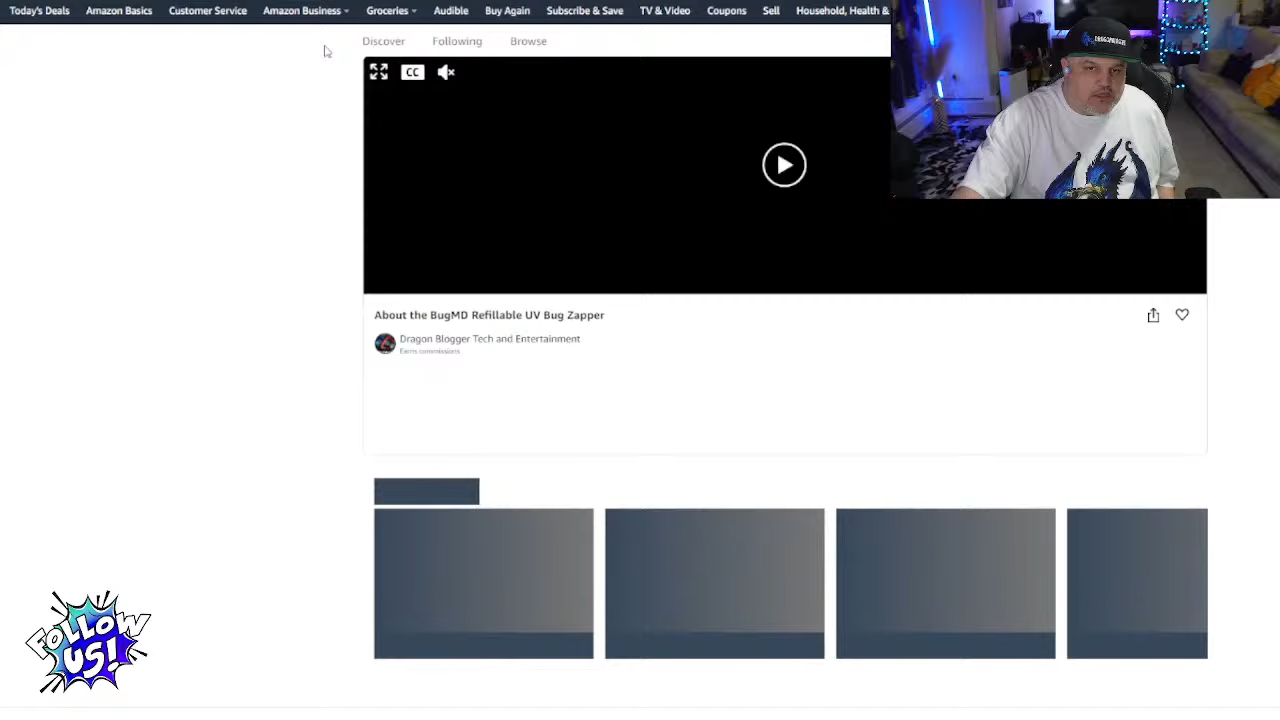 Today's Deals Amazon Basics Customer Service Amazon Business Groceries Audible Buy Again Subscribe & Save TV & Video Coupons Sell Household, Health &
Discover Following Browse
CC
About the BugMD Refillable UV Bug Zapper
Dragon Blogger Tech and Entertainment
Earns commissions
FOLLOW
US!